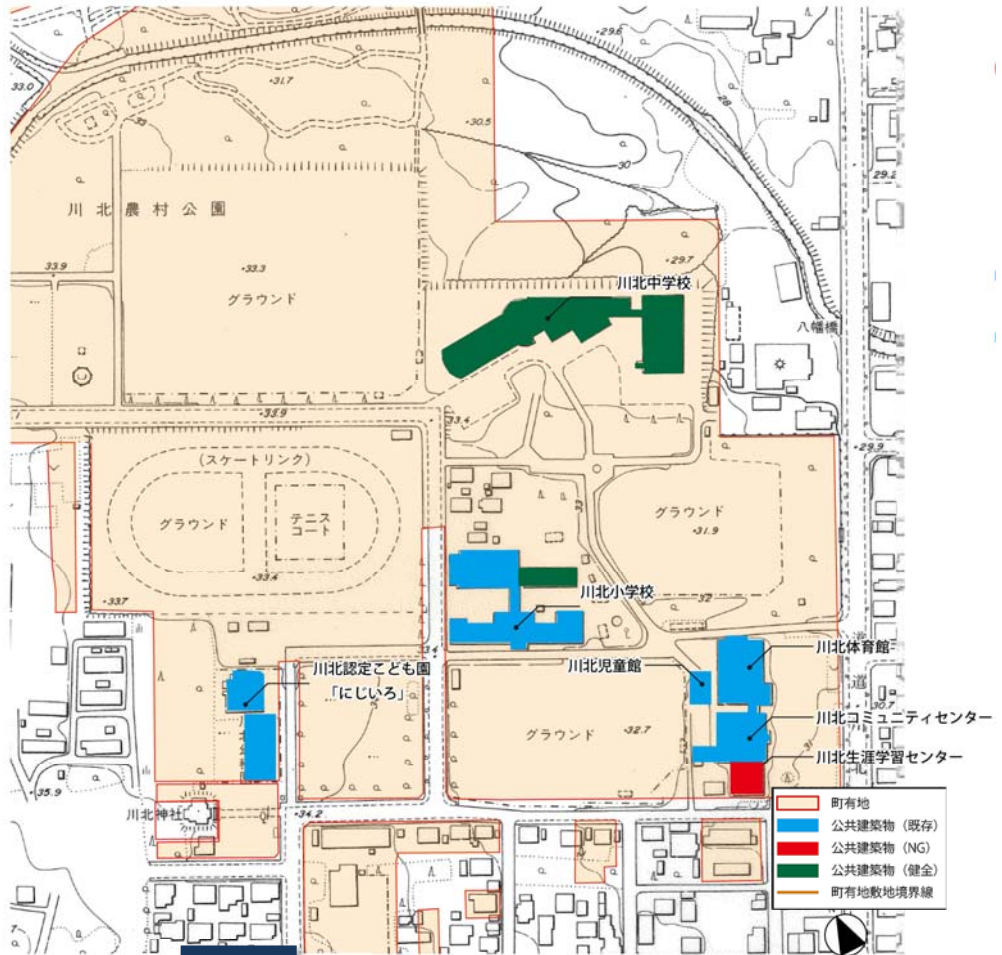 29.6
33.0
31.7
28
33
30.5
30
29.2
川北農村公園
29.7
33.9
33.3
グラウンド
川北中学校
八幡橋
33.9
33.4
29.9
(スケートリンク)
グラウンド
テニス
コート
グラウンド
31.9
33
33.4
33.7
川北小学校
32
34.1
川北体育館
川北児童館
道
川北認定こども園
「にじいろ」
30.7
川北コミュニティセンター
グラウンド
32.7
31
川北生涯学習センター
35.9
川北神社
34.2
町有地
公共建築物（既存）
公共建築物（NG）
公共建築物（健全）
町有地敷地境界線